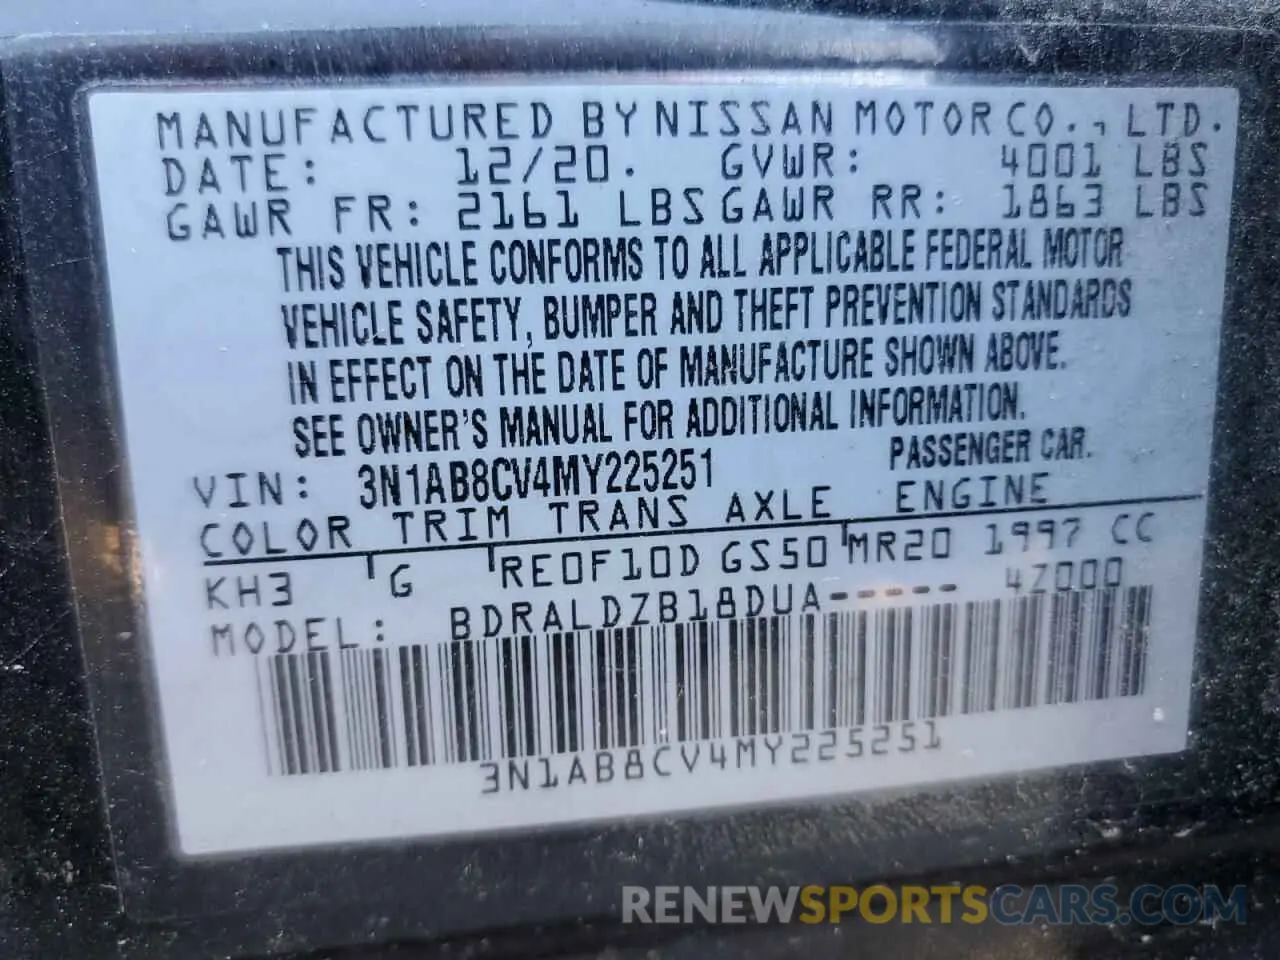 MANUFACTURED BY NISSAN MOTOR CO., LTD.
DATE: 12/20. GVWR: 4001 LBS
GAWR FR: 2161 LBS GAWR RR: 1863 LBS
THIS VEHICLE CONFORMS TO ALL APPLICABLE FEDERAL MOTOR
VEHICLE SAFETY, BUMPER AND THEFT PREVENTION STANDARDS
IN EFFECT ON THE DATE OF MANUFACTURE SHOWN ABOVE.
SEE OWNER'S MANUAL FOR ADDITIONAL INFORMATION.
VIN: 3N1AB8CV4MY225251 PASSENGER CAR.
COLOR TRIM TRANS AXLE ENGINE
KH3 G RE0F10D GS50 MR20 1997 CC
MODEL: BDRALDZB18DUA----- 4Z000
3N1AB8CV4MY225251
RENEWSPORTSCARS.COM